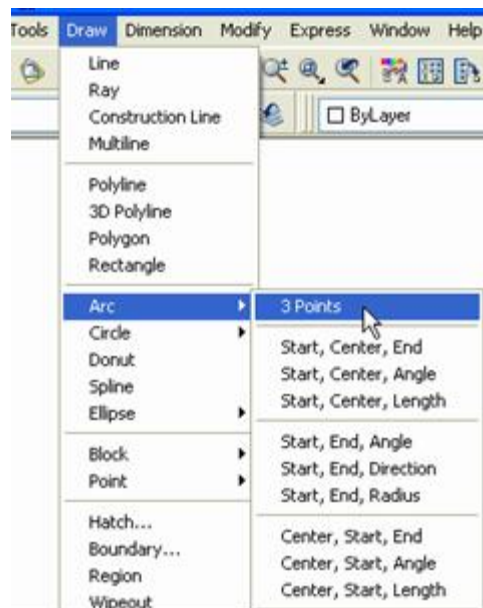 Tools Draw Dimension Modify Express Window Help
ByLayer
Line
Ray
Construction Line
Multiline
Polyline
3D Polyline
Polygon
Rectangle
Arc
Circle
Donut
Spline
Ellipse
Block
Point
Hatch...
Boundary...
Region
Wipeout
3 Points
Start, Center, End
Start, Center, Angle
Start, Center, Length
Start, End, Angle
Start, End, Direction
Start, End, Radius
Center, Start, End
Center, Start, Angle
Center, Start, Length